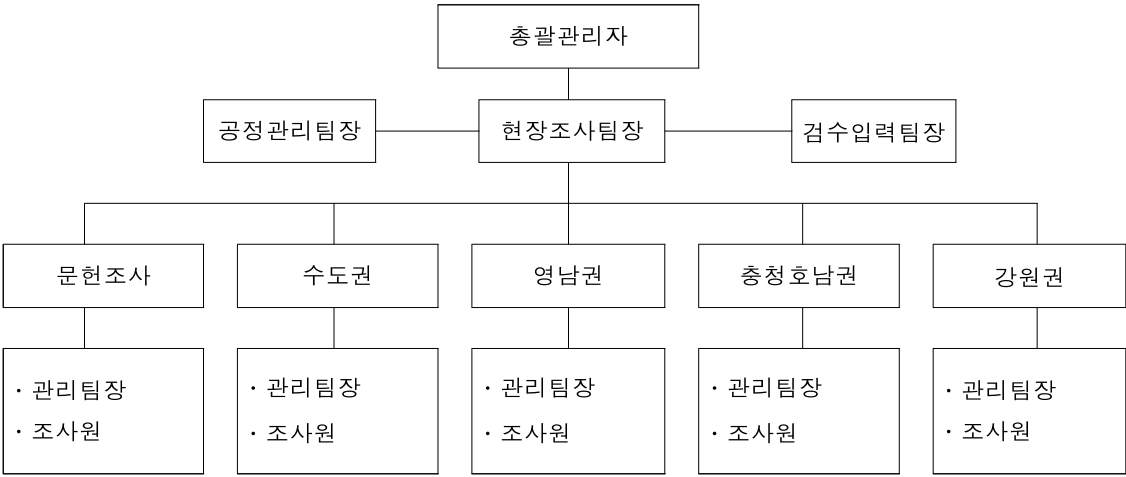 총괄관리자
공정관리팀장
현장조사팀장
검수입력팀장
문헌조사
수도권
영남권
충청호남권
강원권
· 관리팀장
· 조사원
· 관리팀장
· 조사원
· 관리팀장
· 조사원
· 관리팀장
· 조사원
· 관리팀장
· 조사원